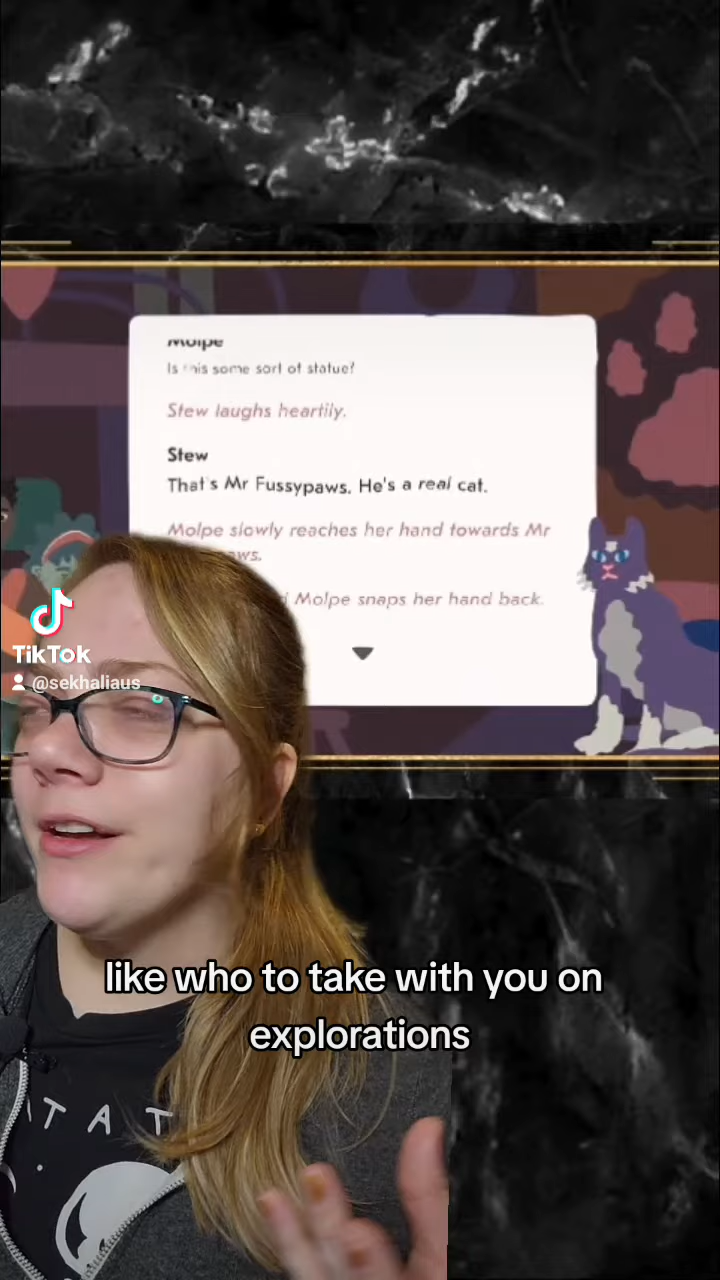 Molpe
Is this some sort of statue?
Stew laughs heartily.
Stew
That's Mr Fussypaws. He's a real cat.
Molpe slowly reaches her hand towards Mr
Molpe snaps her hand back.
TikTok
@sekhaliaus
like who to take with you on
explorations
TAT